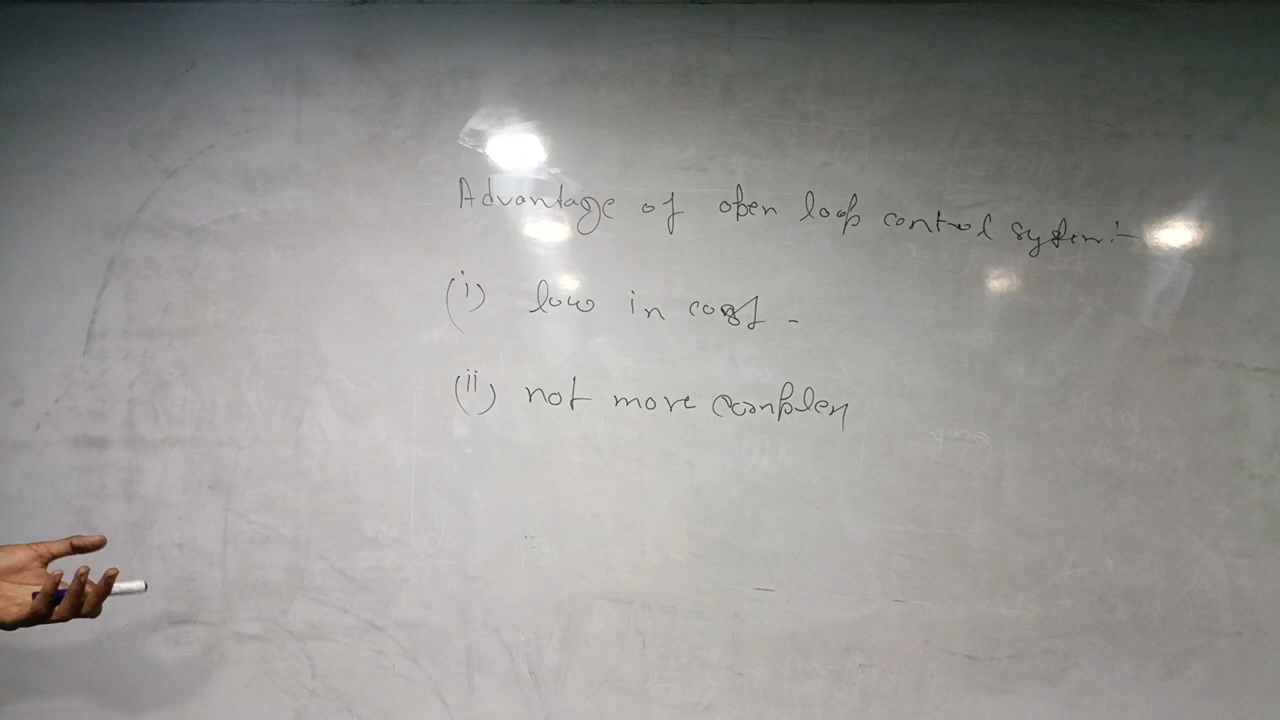 Advantage of open loop control system:-
(i) low in cost -
(ii) not more complex